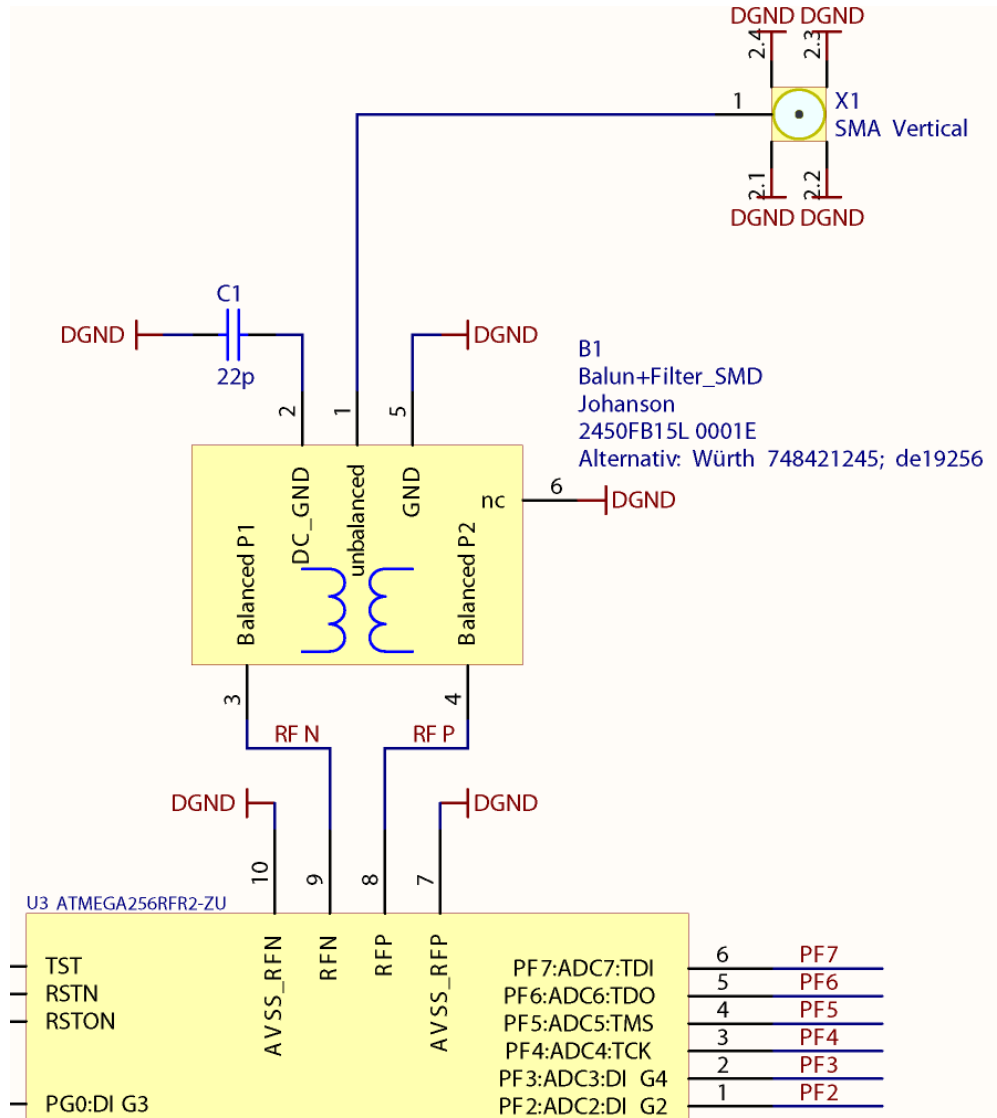 DGND DGND
2.4
2.3
1
X1
SMA Vertical
2.1
2.2
DGND DGND
C1
DGND
22p
DGND
B1
Balun+Filter_SMD
Johanson
2450FB15L 0001E
Alternativ: Würth 748421245; de19256
2
1
5
DC_GND
unbalanced
GND
nc
6
DGND
Balanced P1
Balanced P2
3
4
RF N
RF P
DGND
DGND
10
9
8
7
U3 ATMEGA256RFR2-ZU
AVSS_RFN
RFN
RFP
AVSS_RFP
TST
RSTN
RSTON
PG0:DI G3
PF7:ADC7:TDI
6
PF7
PF6:ADC6:TDO
5
PF6
PF5:ADC5:TMS
4
PF5
PF4:ADC4:TCK
3
PF4
PF3:ADC3:DI G4
2
PF3
PF2:ADC2:DI G2
1
PF2